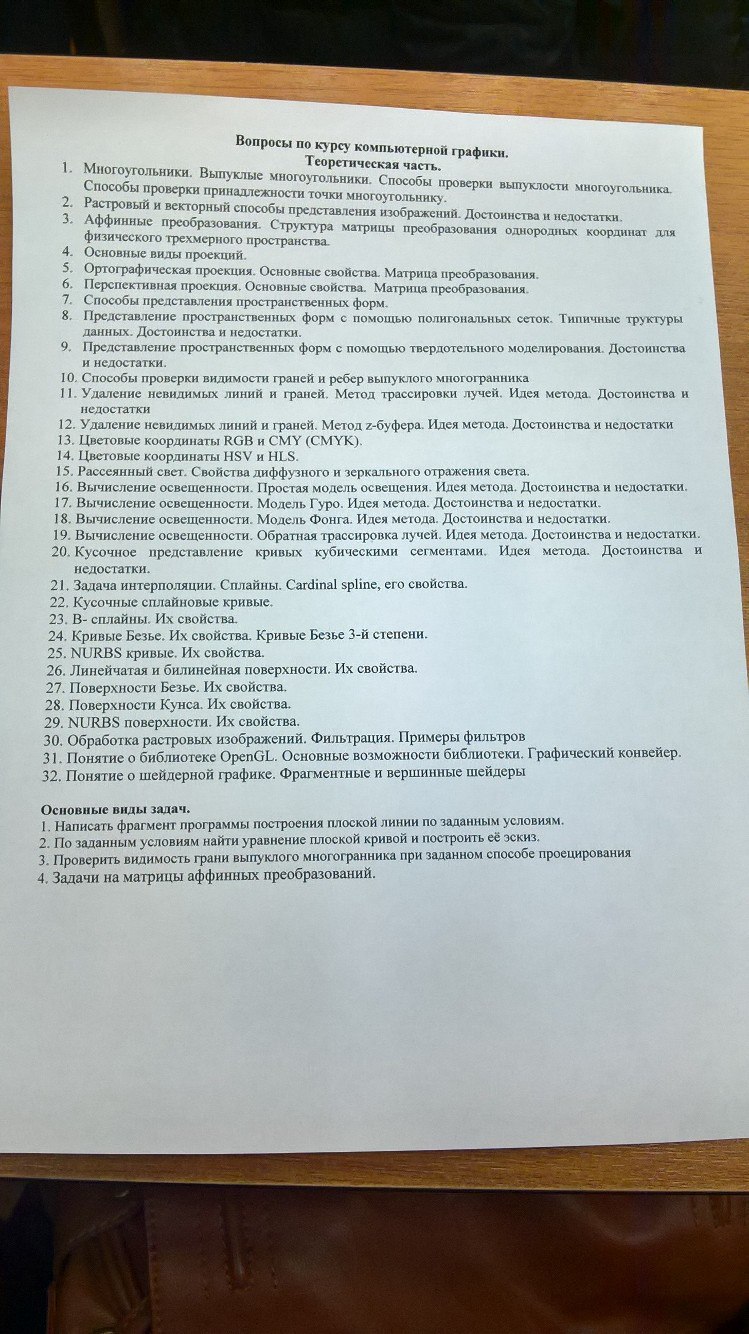 Вопросы по курсу компьютерной графики.
Теоретическая часть.
1. Многоугольники. Выпуклые многоугольники. Способы проверки выпуклости многоугольника.
Способы проверки принадлежности точки многоугольнику.
2. Растровый и векторный способы представления изображений. Достоинства и недостатки.
3. Аффинные преобразования. Структура матрицы преобразования однородных координат для
физического трехмерного пространства.
4. Основные виды проекций.
5. Ортографическая проекция. Основные свойства. Матрица преобразования.
6. Перспективная проекция. Основные свойства. Матрица преобразования.
7. Способы представления пространственных форм.
8. Представление пространственных форм с помощью полигональных сеток. Типичные труктуры
данных. Достоинства и недостатки.
9. Представление пространственных форм с помощью твердотельного моделирования. Достоинства
и недостатки.
10. Способы проверки видимости граней и ребер выпуклого многогранника
11. Удаление невидимых линий и граней. Метод трассировки лучей. Идея метода. Достоинства и
недостатки
12. Удаление невидимых линий и граней. Метод z-буфера. Идея метода. Достоинства и недостатки
13. Цветовые координаты RGB и CMY (CMYK).
14. Цветовые координаты HSV и HLS.
15. Рассеянный свет. Свойства диффузного и зеркального отражения света.
16. Вычисление освещенности. Простая модель освещения. Идея метода. Достоинства и недостатки.
17. Вычисление освещенности. Модель Гуро. Идея метода. Достоинства и недостатки.
18. Вычисление освещенности. Модель Фонга. Идея метода. Достоинства и недостатки.
19. Вычисление освещенности. Обратная трассировка лучей. Идея метода. Достоинства и недостатки.
20. Кусочное представление кривых кубическими сегментами. Идея метода. Достоинства и
недостатки.
21. Задача интерполяции. Сплайны. Cardinal spline, его свойства.
22. Кусочные сплайновые кривые.
23. В- сплайны. Их свойства.
24. Кривые Безье. Их свойства. Кривые Безье 3-й степени.
25. NURBS кривые. Их свойства.
26. Линейчатая и билинейная поверхности. Их свойства.
27. Поверхности Безье. Их свойства.
28. Поверхности Кунса. Их свойства.
29. NURBS поверхности. Их свойства.
30. Обработка растровых изображений. Фильтрация. Примеры фильтров
31. Понятие о библиотеке OpenGL. Основные возможности библиотеки. Графический конвейер.
32. Понятие о шейдерной графике. Фрагментные и вершинные шейдеры
Основные виды задач.
1. Написать фрагмент программы построения плоской линии по заданным условиям.
2. По заданным условиям найти уравнение плоской кривой и построить её эскиз.
3. Проверить видимость грани выпуклого многогранника при заданном способе проецирования
4. Задачи на матрицы аффинных преобразований.